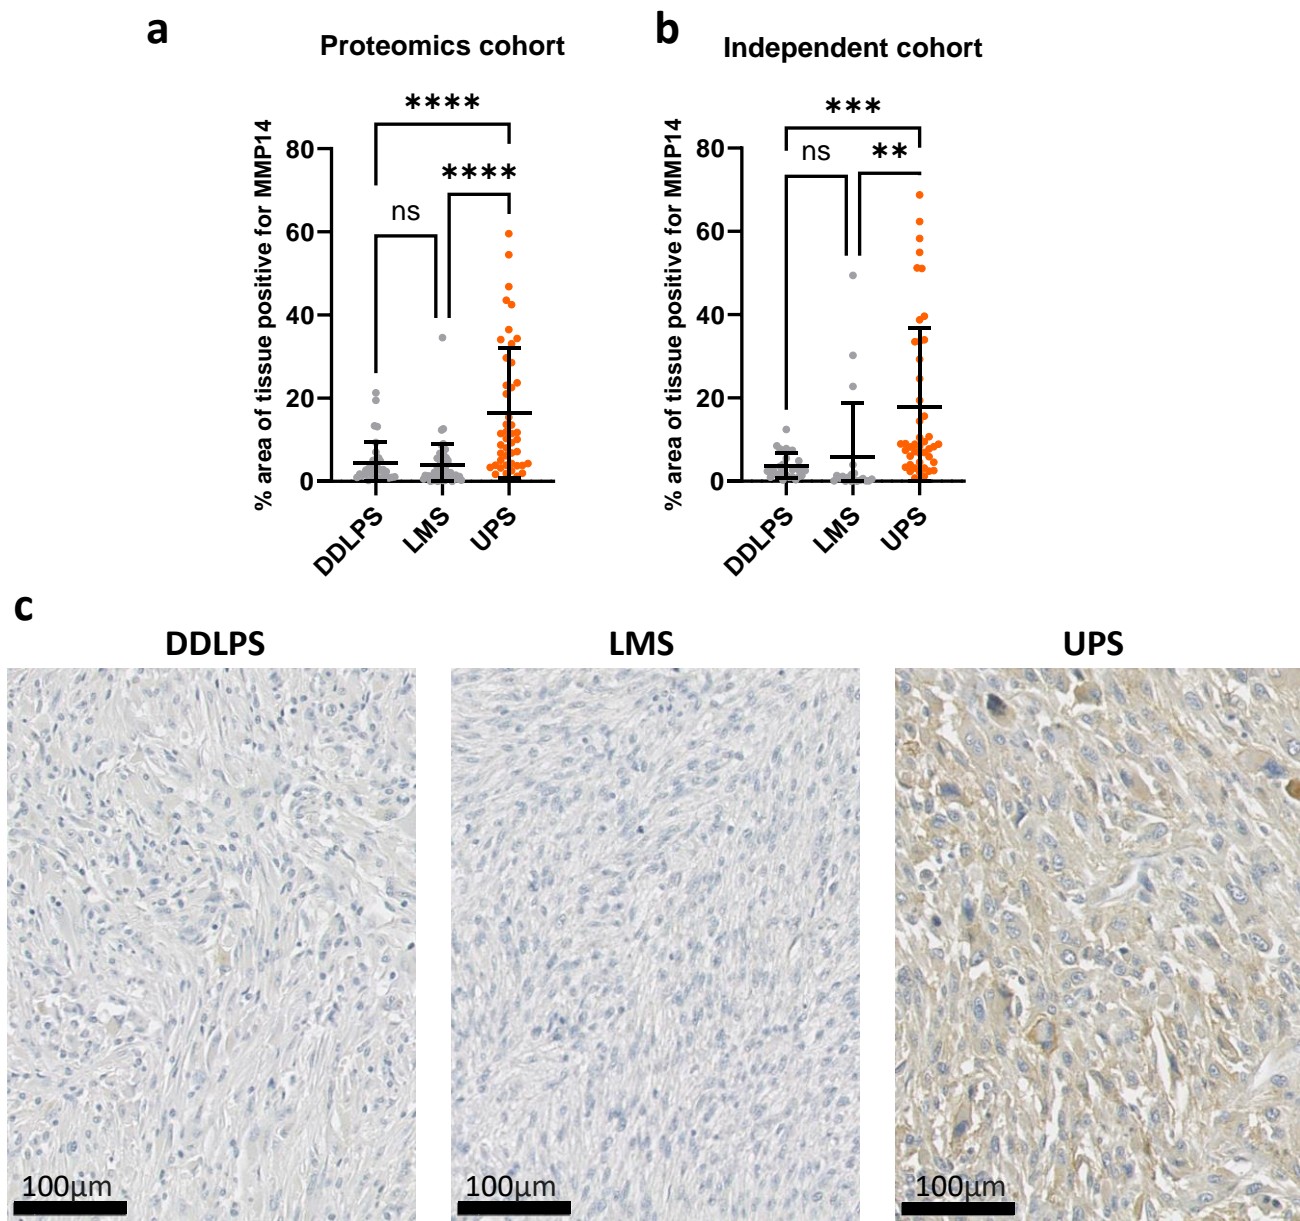 a
Proteomics cohort
% area of tissue positive for MMP14
80
60
40
20
0
****
****
ns
DDLPS
LMS
UPS
b
Independent cohort
% area of tissue positive for MMP14
80
60
40
20
0
***
ns
**
DDLPS
LMS
UPS
c
DDLPS
LMS
UPS
100µm
100µm
100µm